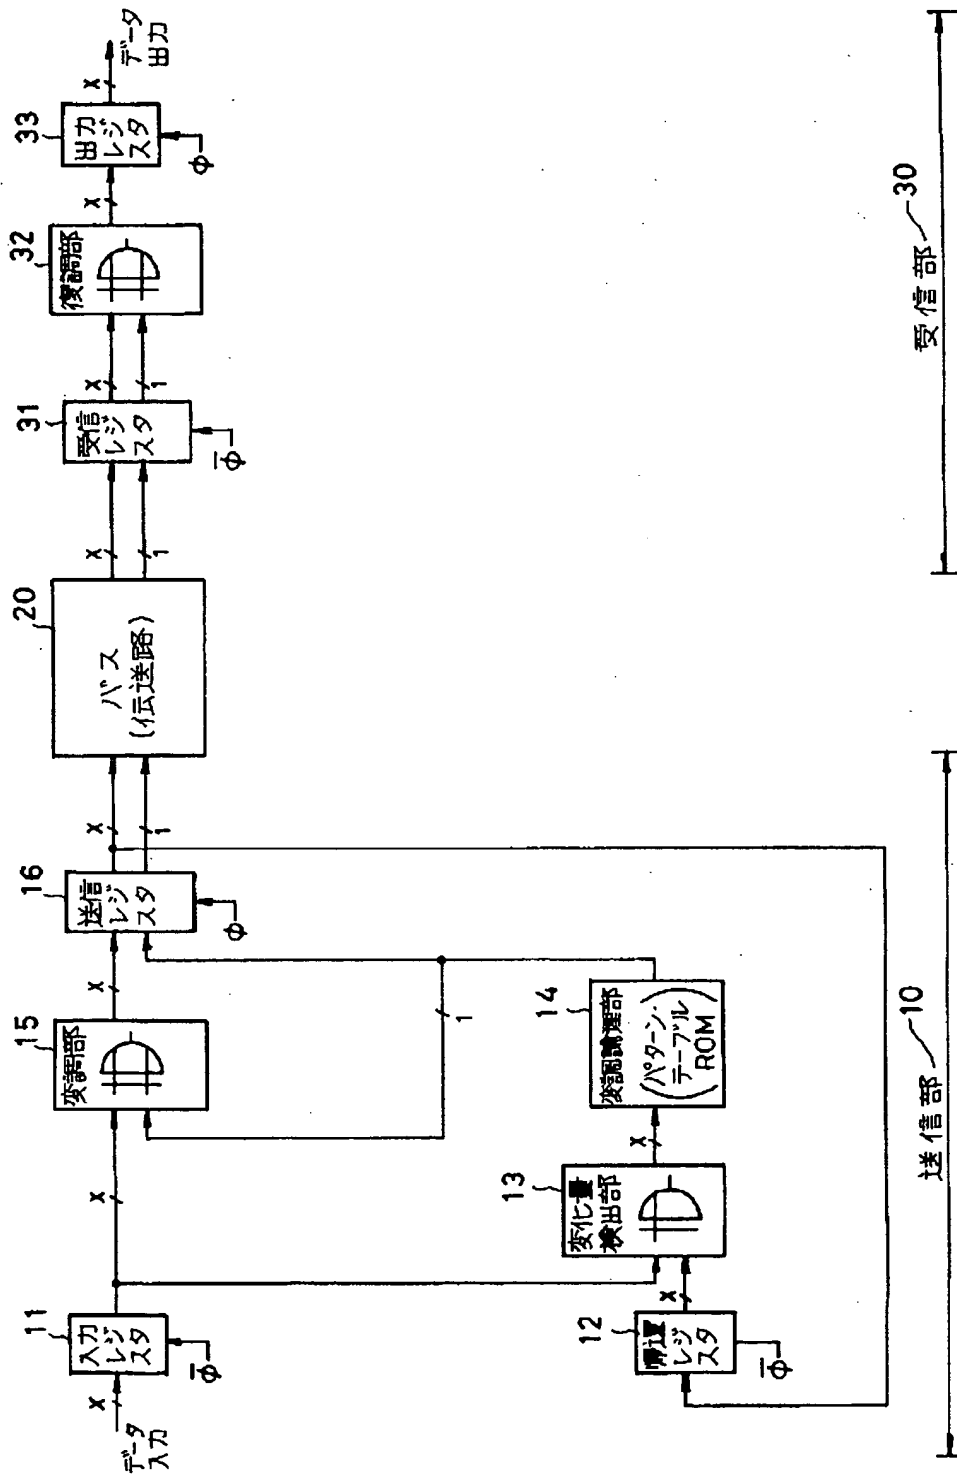 データ
入力
X
11
入力
レジ
スタ
φ̅
X
15
変調部
X
16
送信
レジ
スタ
φ
X
1
20
バス
(伝送路)
X
1
31
受信
レジ
スタ
φ̅
X
1
32
復調部
X
33
出力
レジ
スタ
φ
X
データ
出力
12
帰還
レジ
スタ
φ̅
X
13
変化量
検出部
X
14
変調論理部
(パターン・
テーブル
ROM)
1
送信部 10
受信部 30